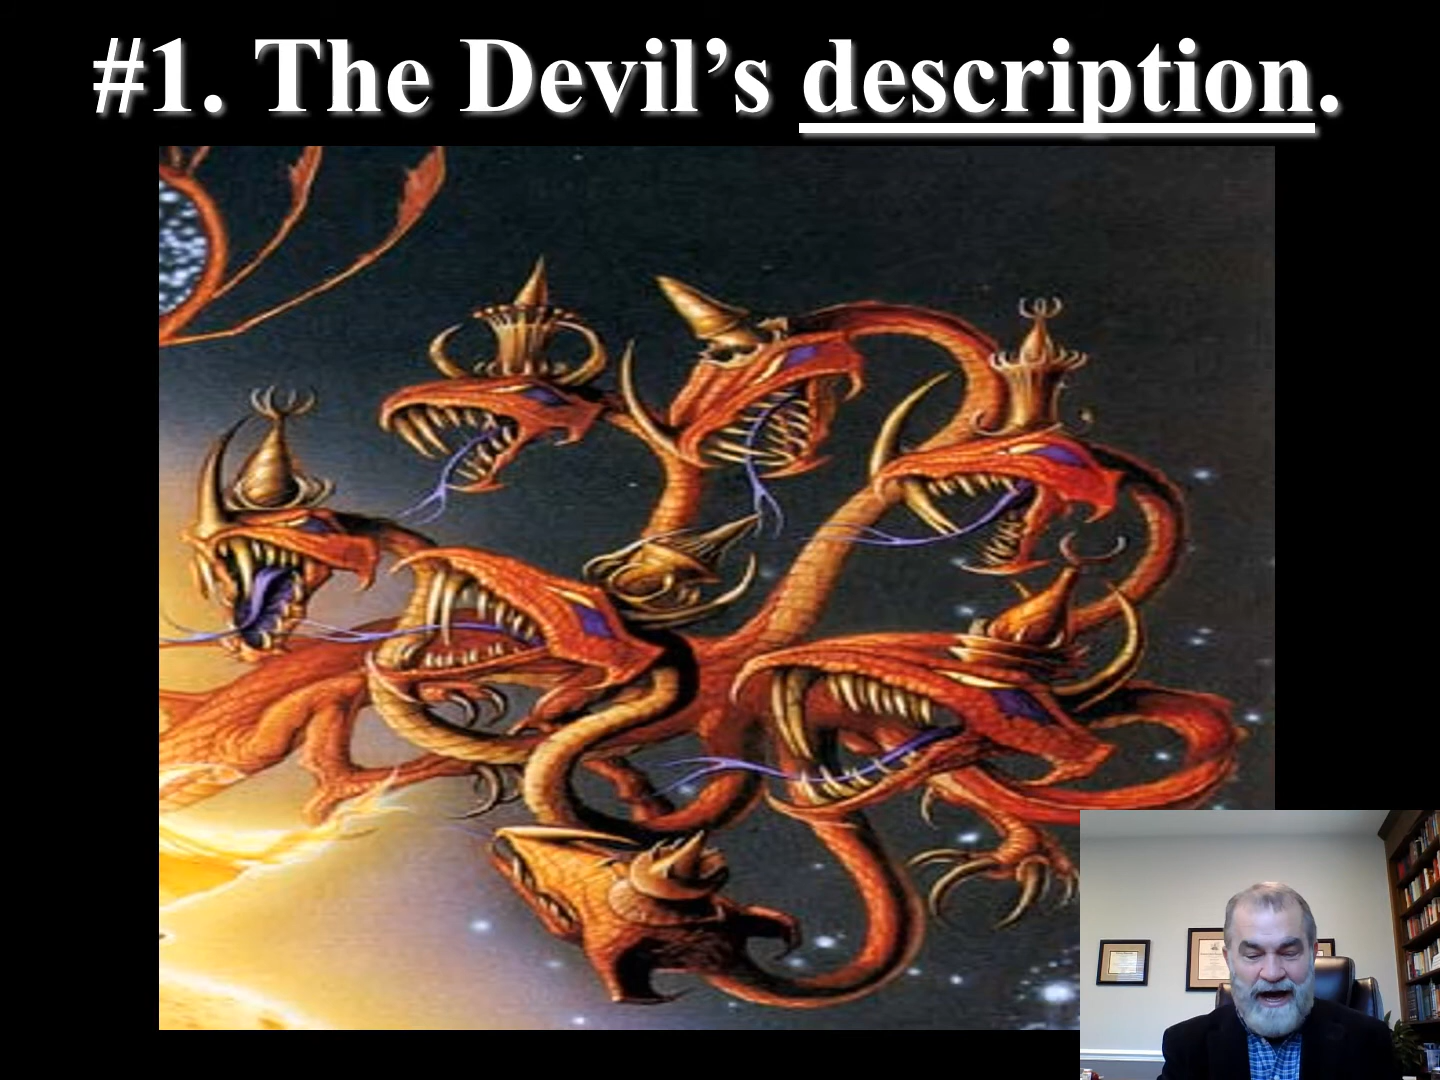 #1. The Devil’s description.